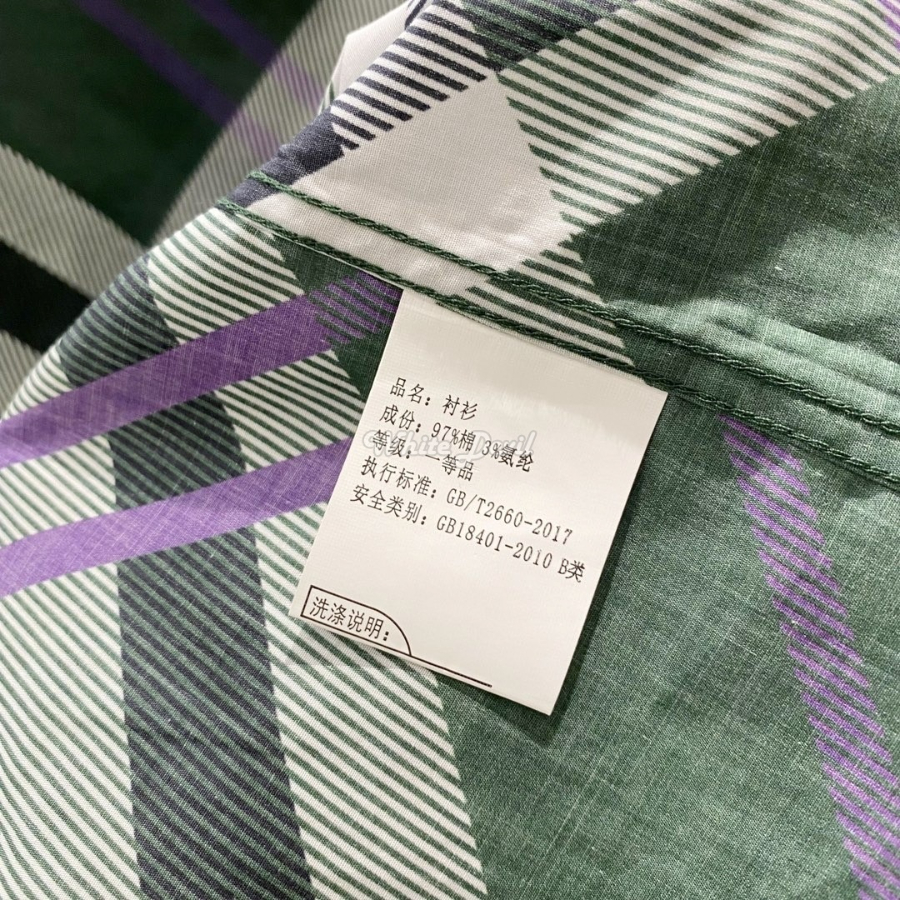 品名：衬衫
成份：97%棉 3%氨纶
等级：一等品
执行标准：GB/T2660-2017
安全类别：GB18401-2010 B类
洗涤说明：
White_Devil